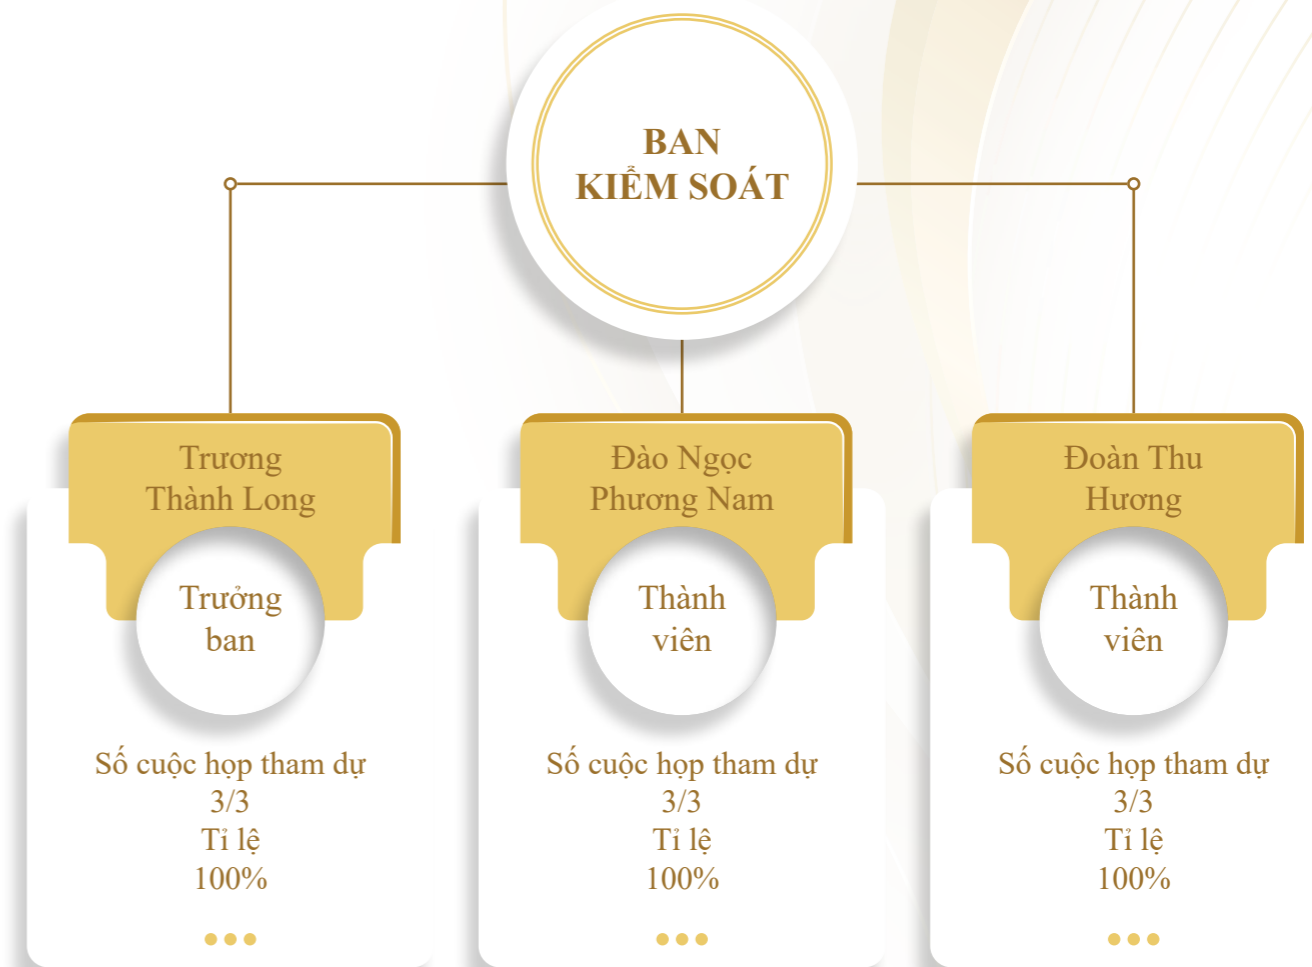 BAN
KIỂM SOÁT
Trương
Thành Long
Trưởng
ban
Số cuộc họp tham dự
3/3
Tỉ lệ
100%
Đào Ngọc
Phương Nam
Thành
viên
Số cuộc họp tham dự
3/3
Tỉ lệ
100%
Đoàn Thu
Hương
Thành
viên
Số cuộc họp tham dự
3/3
Tỉ lệ
100%